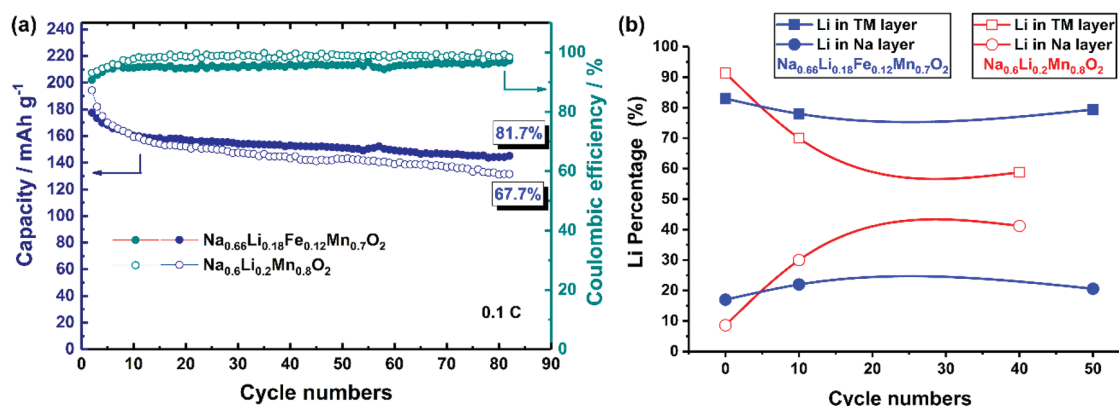 (a)
240
220
200
180
160
140
120
100
80
60
40
20
0
Capacity / mAh g⁻¹
0 10 20 30 40 50 60 70 80 90
Cycle numbers
100
80
60
40
20
0
Coulombic efficiency / %
81.7%
67.7%
Na₀.₆₆Li₀.₁₈Fe₀.₁₂Mn₀.₇O₂
Na₀.₆Li₀.₂Mn₀.₈O₂
0.1 C
(b)
Li in TM layer
Li in Na layer
Na₀.₆₆Li₀.₁₈Fe₀.₁₂Mn₀.₇O₂
Li in TM layer
Li in Na layer
Na₀.₆Li₀.₂Mn₀.₈O₂
100
90
80
70
60
50
40
30
20
10
0
Li Percentage (%)
0 10 20 30 40 50
Cycle numbers